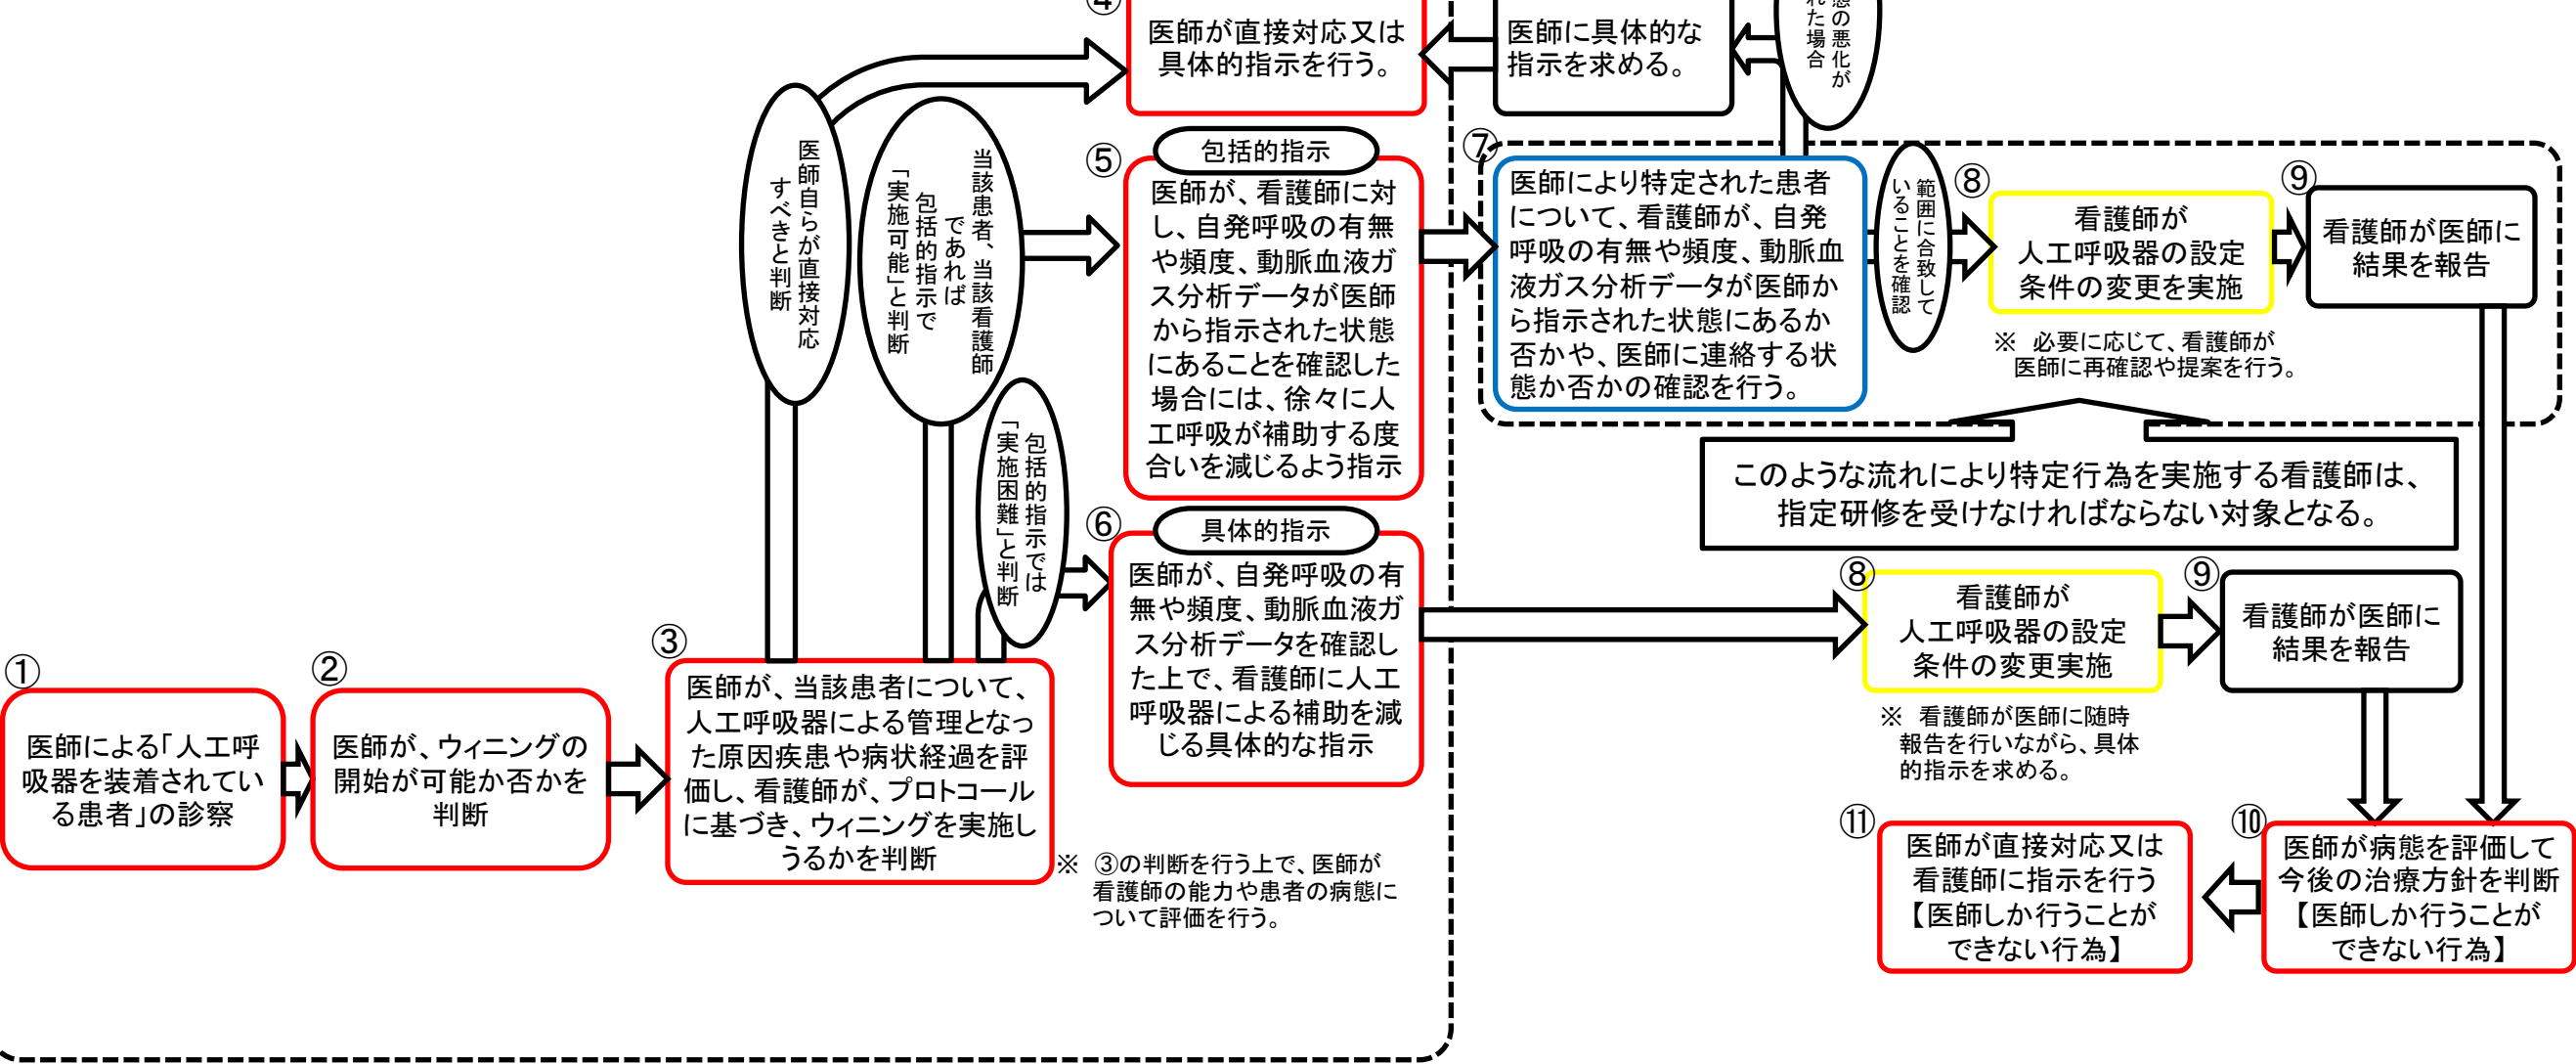 ④
医師が直接対応又は
具体的指示を行う。
医師に具体的な
指示を求める。
態の悪化が
れた場合
医師自らが直接対応
すべきと判断
当該患者、当該看護師
であれば
包括的指示で
「実施可能」と判断
⑤
包括的指示
医師が、看護師に対
し、自発呼吸の有無
や頻度、動脈血液ガ
ス分析データが医師
から指示された状態
にあることを確認した
場合には、徐々に人
工呼吸が補助する度
合いを減じるよう指示
⑦
医師により特定された患者
について、看護師が、自発
呼吸の有無や頻度、動脈血
液ガス分析データが医師か
ら指示された状態にあるか
否かや、医師に連絡する状
態か否かの確認を行う。
範囲に合致して
いることを確認
⑧
看護師が
人工呼吸器の設定
条件の変更を実施
※ 必要に応じて、看護師が
医師に再確認や提案を行う。
⑨
看護師が医師に
結果を報告
このような流れにより特定行為を実施する看護師は、
指定研修を受けなければならない対象となる。
包括的指示では
「実施困難」と判断
⑥
具体的指示
医師が、自発呼吸の有
無や頻度、動脈血液ガ
ス分析データを確認し
た上で、看護師に人工
呼吸器による補助を減
じる具体的な指示
⑧
看護師が
人工呼吸器の設定
条件の変更実施
※ 看護師が医師に随時
報告を行いながら、具体
的指示を求める。
⑨
看護師が医師に
結果を報告
①
医師による「人工呼
吸器を装着されてい
る患者」の診察
②
医師が、ウィニングの
開始が可能か否かを
判断
③
医師が、当該患者について、
人工呼吸器による管理となっ
た原因疾患や病状経過を評
価し、看護師が、プロトコール
に基づき、ウィニングを実施し
うるかを判断
※ ③の判断を行う上で、医師が
看護師の能力や患者の病態に
ついて評価を行う。
⑪
医師が直接対応又は
看護師に指示を行う
【医師しか行うことが
できない行為】
⑩
医師が病態を評価して
今後の治療方針を判断
【医師しか行うことが
できない行為】